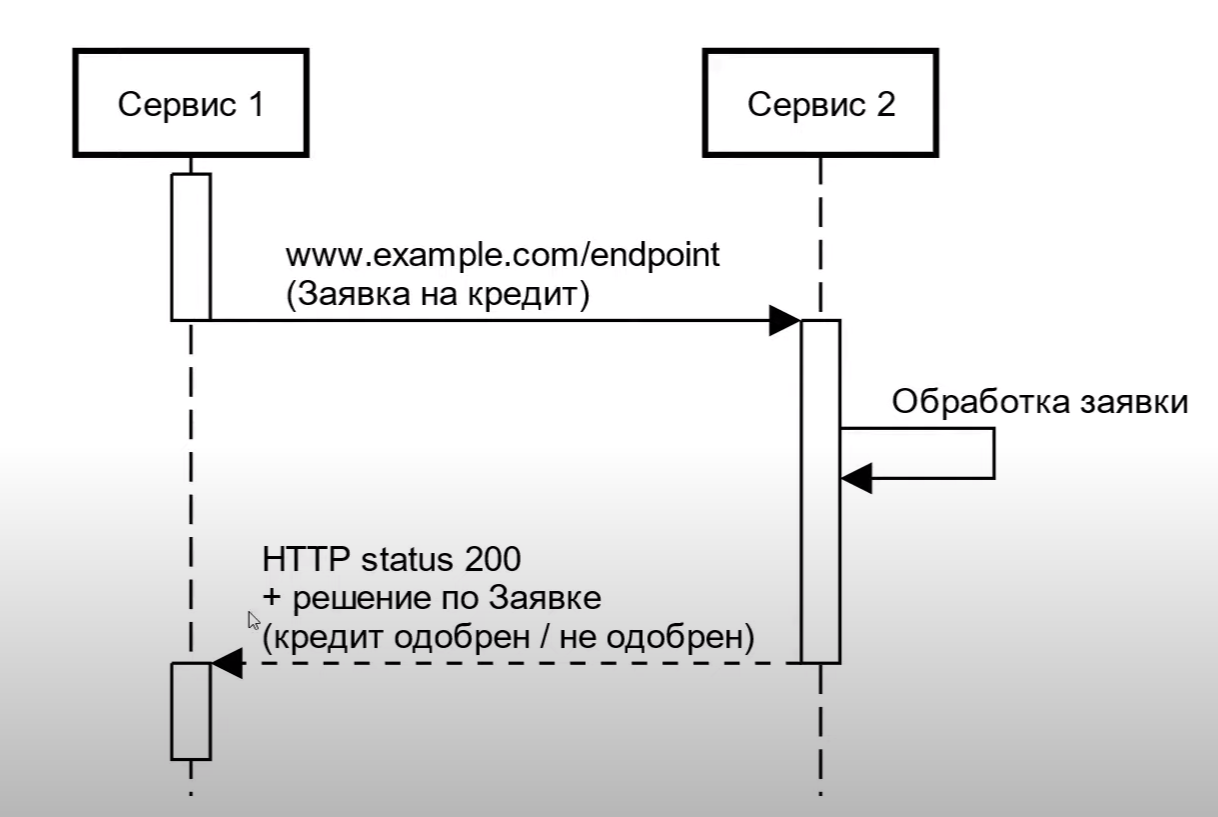 Сервис 1
Сервис 2
www.example.com/endpoint
(Заявка на кредит)
Обработка заявки
HTTP status 200
+ решение по Заявке
(кредит одобрен / не одобрен)